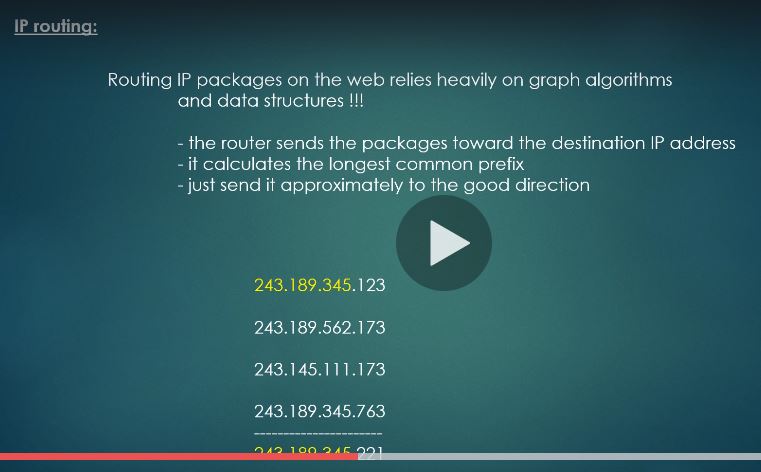 IP routing:
Routing IP packages on the web relies heavily on graph algorithms
and data structures !!!
- the router sends the packages toward the destination IP address
- it calculates the longest common prefix
- just send it approximately to the good direction
243.189.345.123
243.189.562.173
243.145.111.173
243.189.345.763
----------------------
243.189.345.221